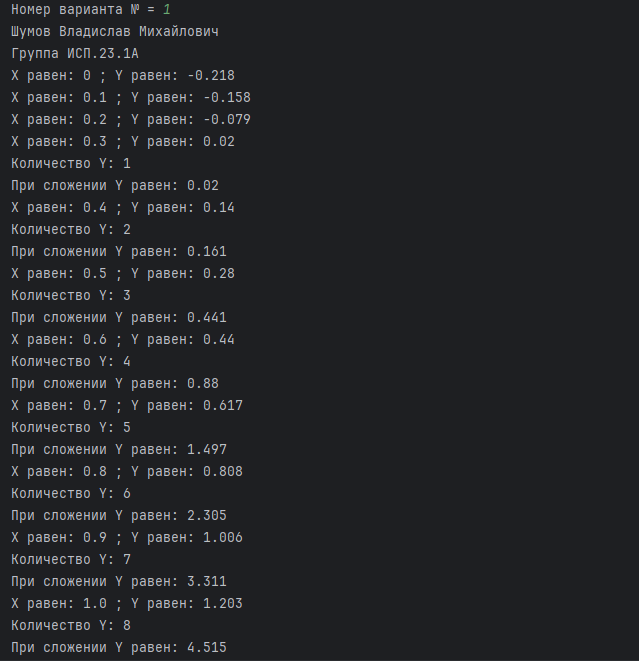 Номер варианта № = 1
Шумов Владислав Михайлович
Группа ИСП.23.1А
X равен: 0 ; Y равен: -0.218
X равен: 0.1 ; Y равен: -0.158
X равен: 0.2 ; Y равен: -0.079
X равен: 0.3 ; Y равен: 0.02
Количество Y: 1
При сложении Y равен: 0.02
X равен: 0.4 ; Y равен: 0.14
Количество Y: 2
При сложении Y равен: 0.161
X равен: 0.5 ; Y равен: 0.28
Количество Y: 3
При сложении Y равен: 0.441
X равен: 0.6 ; Y равен: 0.44
Количество Y: 4
При сложении Y равен: 0.88
X равен: 0.7 ; Y равен: 0.617
Количество Y: 5
При сложении Y равен: 1.497
X равен: 0.8 ; Y равен: 0.808
Количество Y: 6
При сложении Y равен: 2.305
X равен: 0.9 ; Y равен: 1.006
Количество Y: 7
При сложении Y равен: 3.311
X равен: 1.0 ; Y равен: 1.203
Количество Y: 8
При сложении Y равен: 4.515